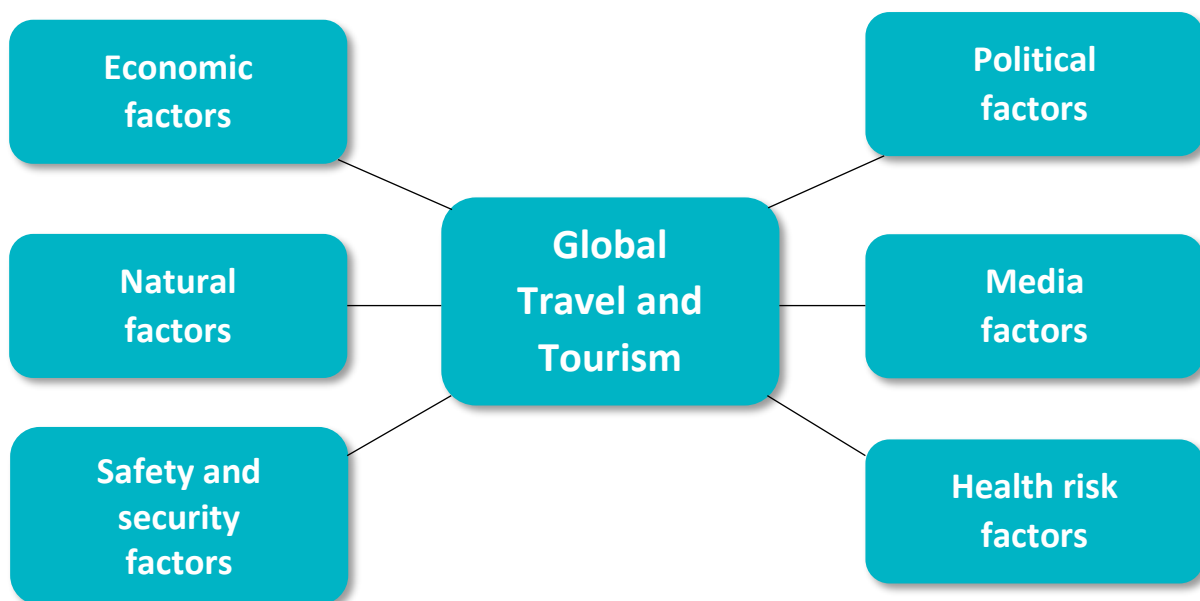 Economic
factors
Political
factors
Global
Travel and
Tourism
Natural
factors
Media
factors
Safety and
security
factors
Health risk
factors